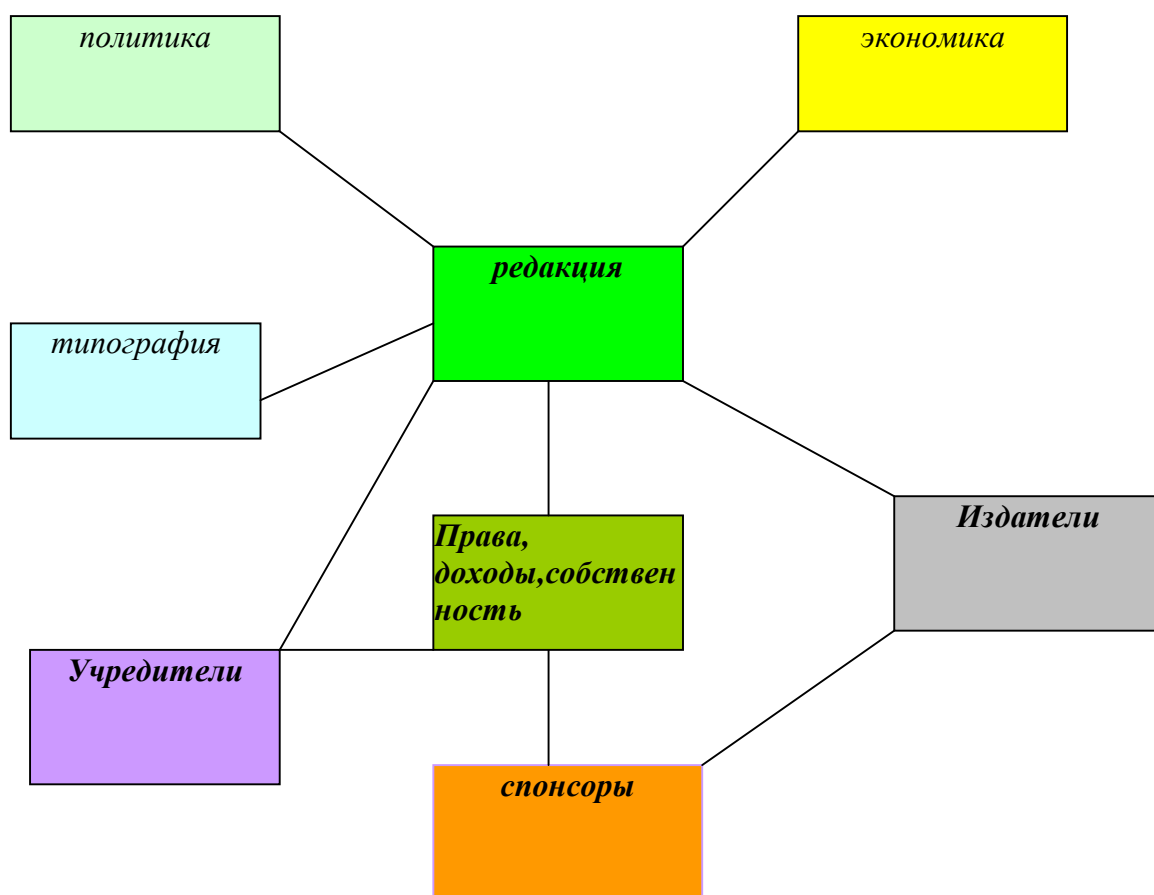 политика
экономика
редакция
типография
Права,
доходы,собствен
ность
Издатели
Учредители
спонсоры